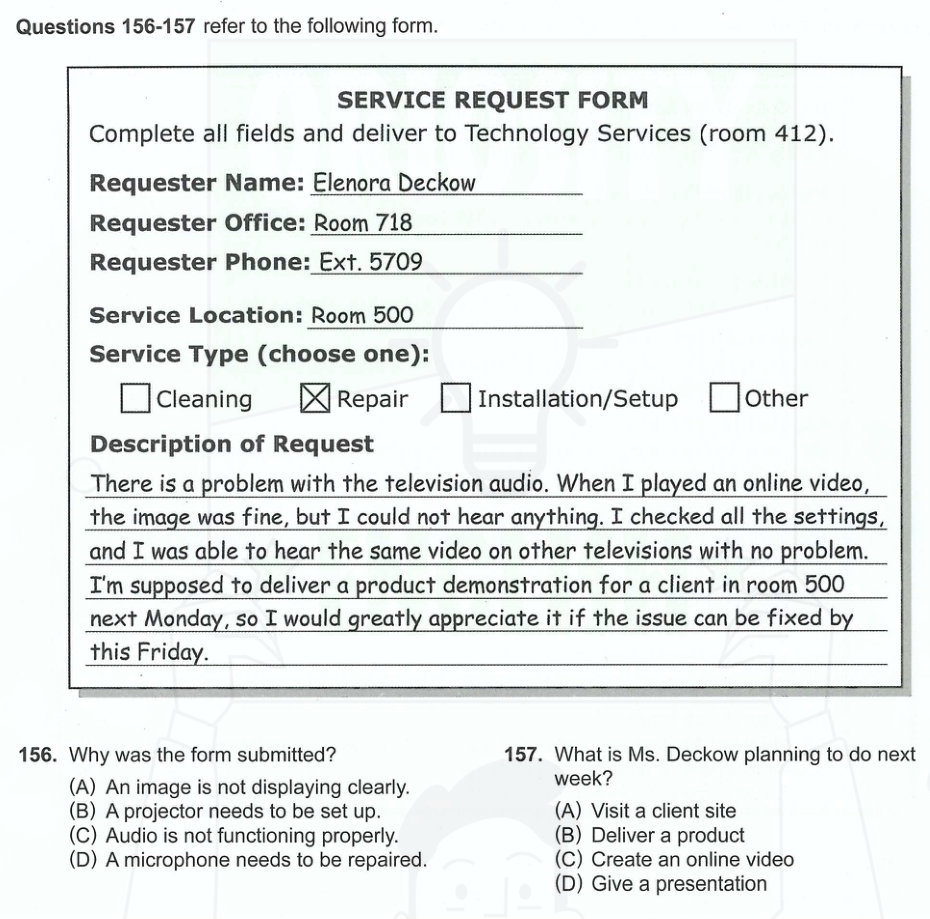 Questions 156-157 refer to the following form.
SERVICE REQUEST FORM
Complete all fields and deliver to Technology Services (room 412).
Requester Name: Elenora Deckow
Requester Office: Room 718
Requester Phone: Ext. 5709
Service Location: Room 500
Service Type (choose one):
Cleaning Repair Installation/Setup Other
Description of Request
There is a problem with the television audio. When I played an online video,
the image was fine, but I could not hear anything. I checked all the settings,
and I was able to hear the same video on other televisions with no problem.
I'm supposed to deliver a product demonstration for a client in room 500
next Monday, so I would greatly appreciate it if the issue can be fixed by
this Friday.
156. Why was the form submitted?
(A) An image is not displaying clearly.
(B) A projector needs to be set up.
(C) Audio is not functioning properly.
(D) A microphone needs to be repaired.
157. What is Ms. Deckow planning to do next
week?
(A) Visit a client site
(B) Deliver a product
(C) Create an online video
(D) Give a presentation